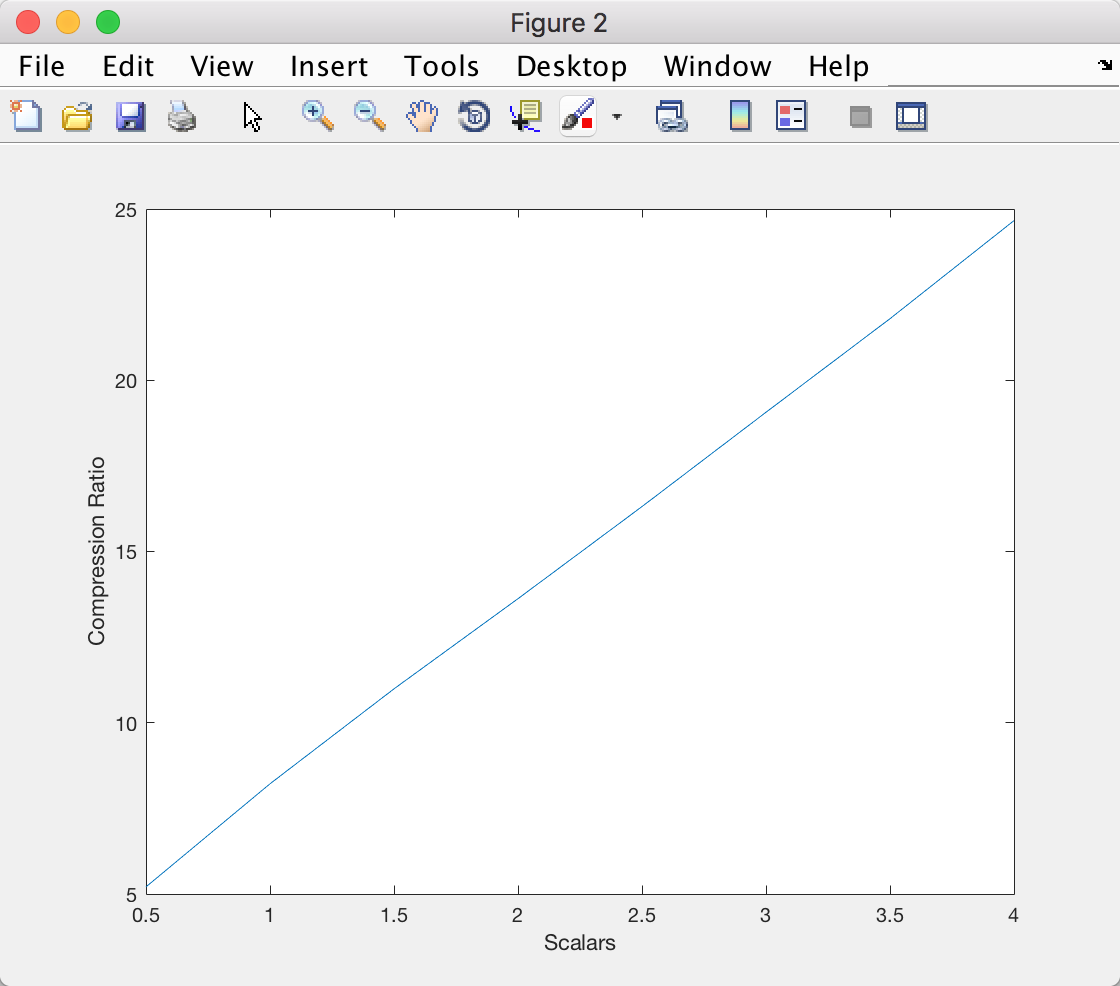 Figure 2
File Edit View Insert Tools Desktop Window Help
25
20
15
10
5
Compression Ratio
0.5 1 1.5 2 2.5 3 3.5 4
Scalars